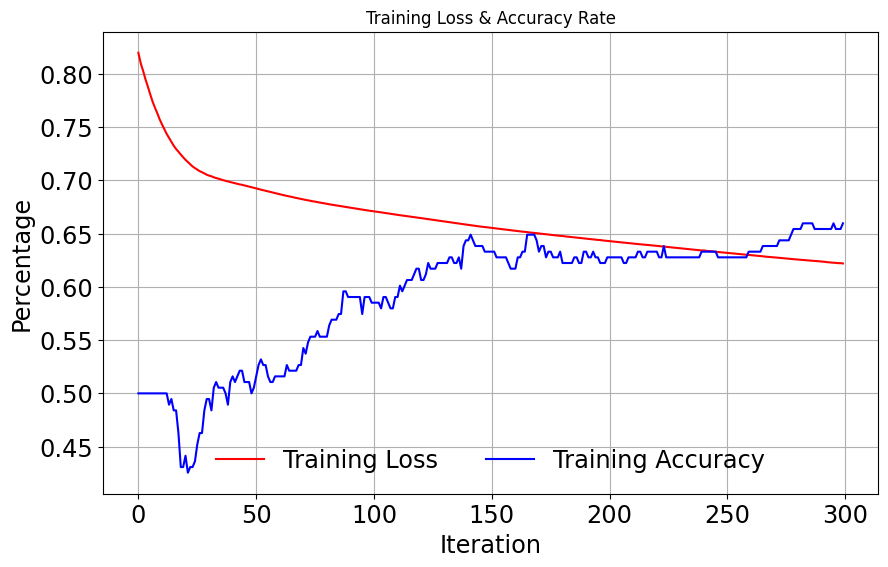 Training Loss & Accuracy Rate
Percentage
0.80
0.75
0.70
0.65
0.60
0.55
0.50
0.45
Training Loss Training Accuracy
0 50 100 150 200 250 300
Iteration